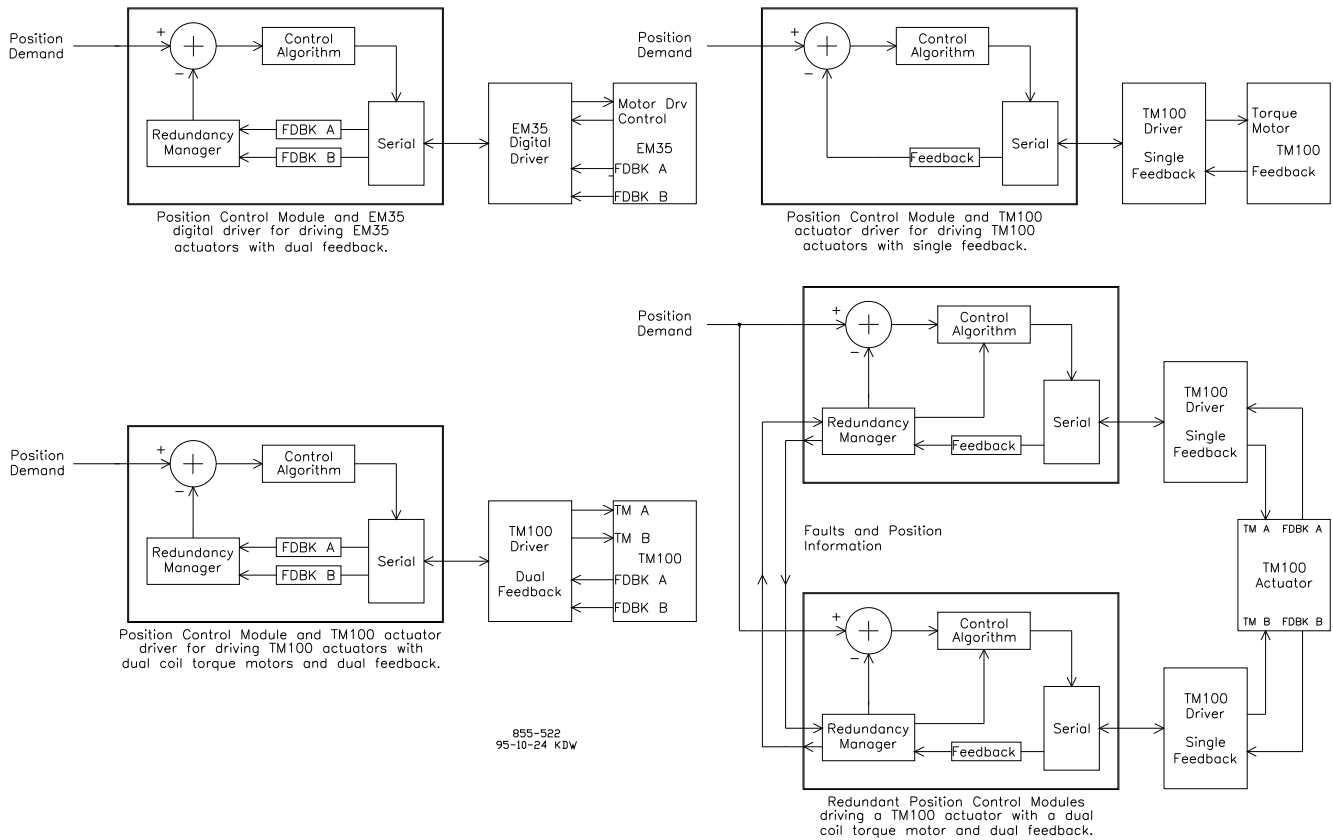 Position
Demand
+
−
Control
Algorithm
Redundancy
Manager
FDBK A
FDBK B
Serial
EM35
Digital
Driver
Motor Drv
Control
EM35
FDBK A
FDBK B
Position Control Module and EM35
digital driver for driving EM35
actuators with dual feedback.
Position
Demand
+
−
Control
Algorithm
Feedback
Serial
TM100
Driver
Single
Feedback
Torque
Motor
TM100
Feedback
Position Control Module and TM100
actuator driver for driving TM100
actuators with single feedback.
Position
Demand
+
−
Control
Algorithm
Redundancy
Manager
FDBK A
FDBK B
Serial
TM100
Driver
Dual
Feedback
TM A
TM B
TM100
FDBK A
FDBK B
Position Control Module and TM100 actuator
driver for driving TM100 actuators with
dual coil torque motors and dual feedback.
Position
Demand
+
−
Control
Algorithm
Redundancy
Manager
Feedback
Serial
TM100
Driver
Single
Feedback
Faults and Position
Information
TM A FDBK A
TM100
Actuator
TM B FDBK B
+
−
Control
Algorithm
Redundancy
Manager
Feedback
Serial
TM100
Driver
Single
Feedback
Redundant Position Control Modules
driving a TM100 actuator with a dual
coil torque motor and dual feedback.
855-522
95-10-24 KDW